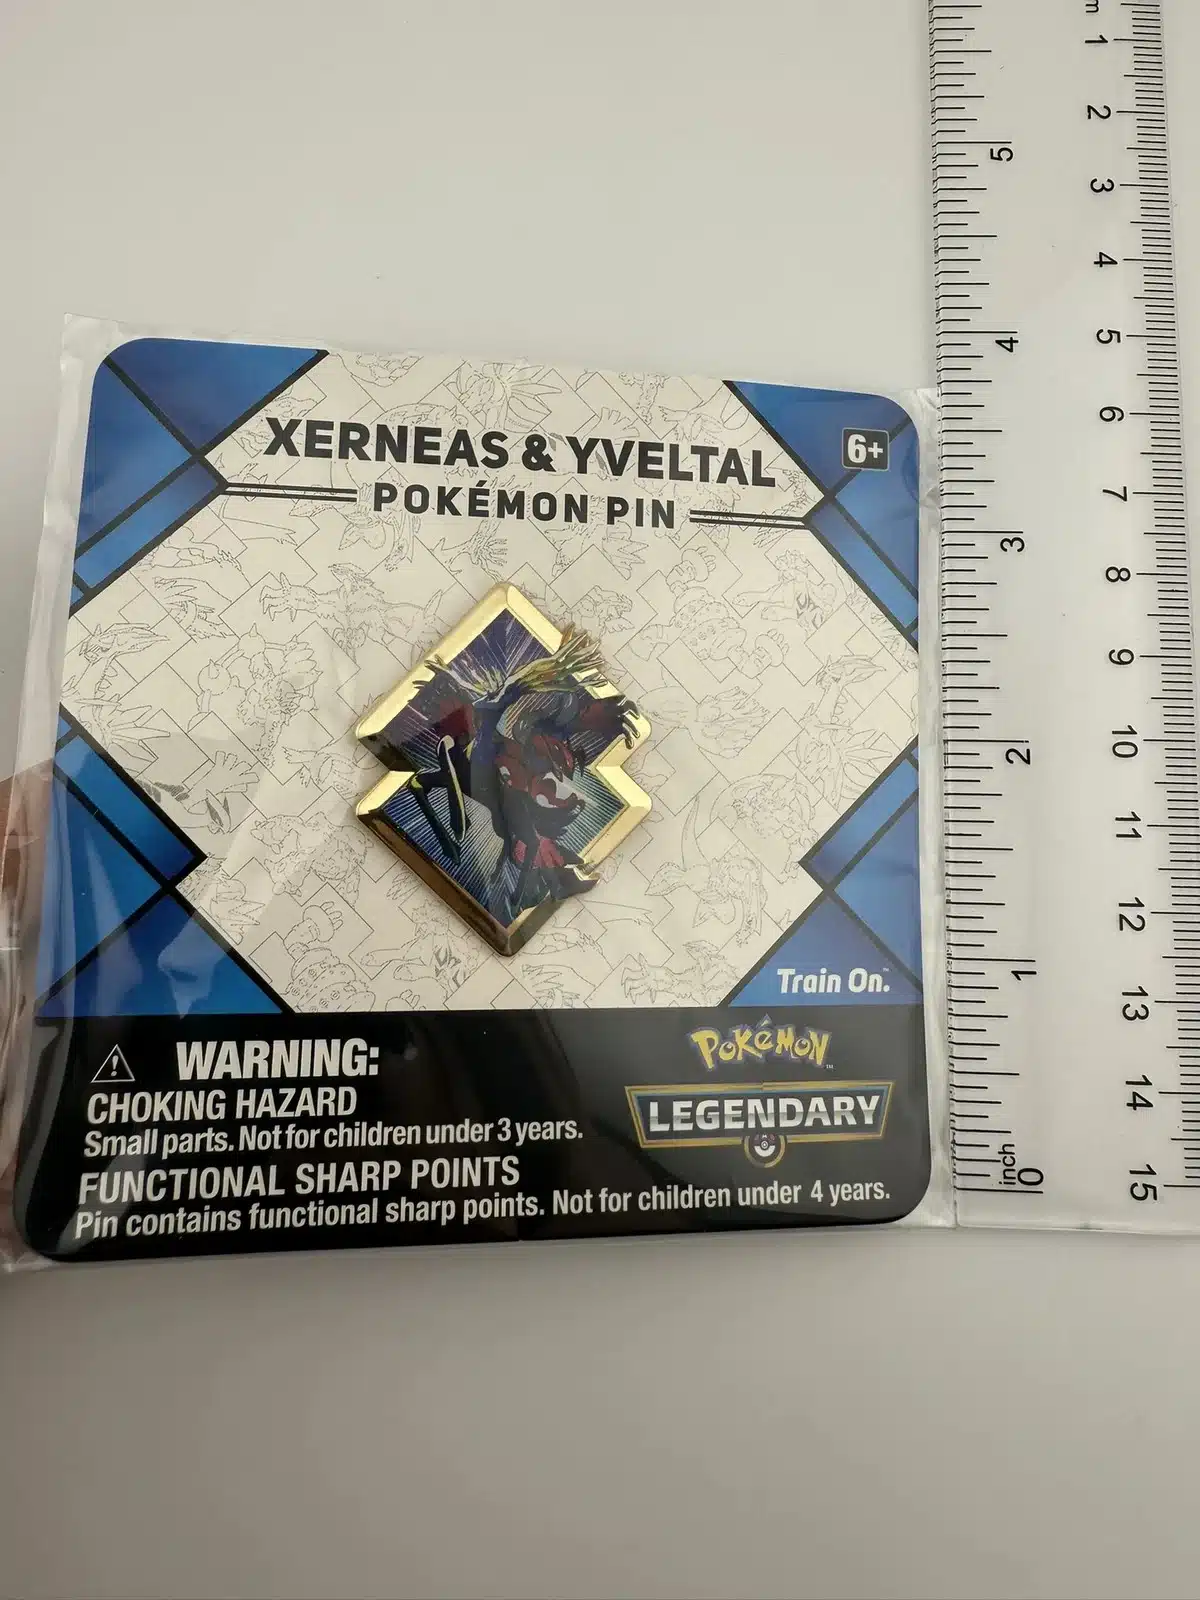 XERNEAS & YVELTAL
POKÉMON PIN
6+
Train On.™
WARNING:
CHOKING HAZARD
Small parts. Not for children under 3 years.
FUNCTIONAL SHARP POINTS
Pin contains functional sharp points. Not for children under 4 years.
POKéMON™
LEGENDARY
5
4
3
2
1
inch 0
m
1
2
3
4
5
6
7
8
9
10
11
12
13
14
15